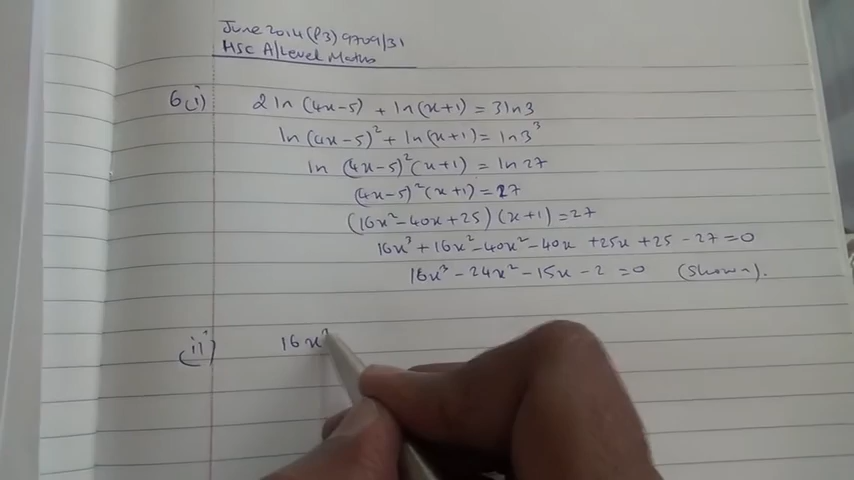 June 2014 (P3) 9709/31
HSC A/Level Maths
6(i) 2 ln (4x-5) + ln (x+1) = 3 ln 3
ln (4x-5)² + ln (x+1) = ln 3³
ln (4x-5)² (x+1) = ln 27
(4x-5)² (x+1) = 27
(16x² - 40x + 25) (x+1) = 27
16x³ + 16x² - 40x² - 40x + 25x + 25 - 27 = 0
16x³ - 24x² - 15x - 2 = 0 (Shown).
(ii) 16x³